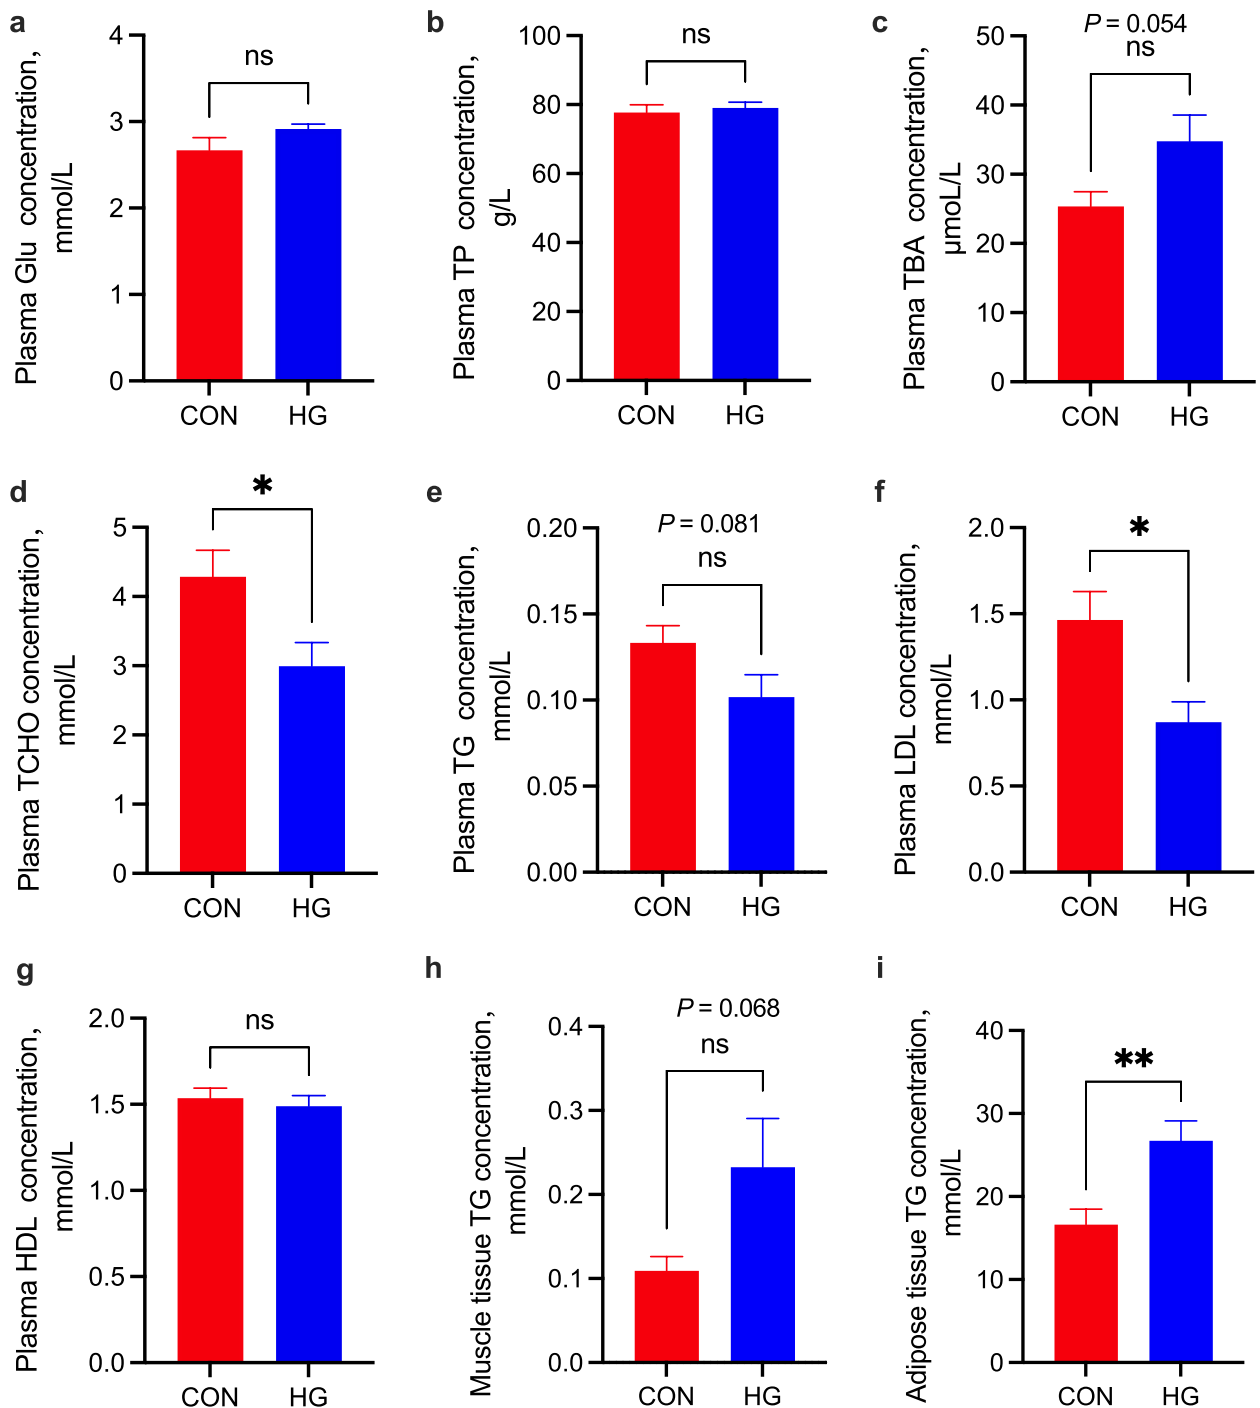 a
Plasma Glu concentration,
mmol/L
4
3
2
1
0
ns
CON HG
b
Plasma TP concentration,
g/L
100
80
60
40
20
0
ns
CON HG
c
Plasma TBA concentration,
µmoL/L
50
40
30
20
10
0
P = 0.054
ns
CON HG
d
Plasma TCHO concentration,
mmol/L
5
4
3
2
1
0
*
CON HG
e
Plasma TG concentration,
mmol/L
0.20
0.15
0.10
0.05
0.00
P = 0.081
ns
CON HG
f
Plasma LDL concentration,
mmol/L
2.0
1.5
1.0
0.5
0.0
*
CON HG
g
Plasma HDL concentration,
mmol/L
2.0
1.5
1.0
0.5
0.0
ns
CON HG
h
Muscle tissue TG concentration,
mmol/L
0.4
0.3
0.2
0.1
0.0
P = 0.068
ns
CON HG
i
Adipose tissue TG concentration,
mmol/L
40
30
20
10
0
**
CON HG